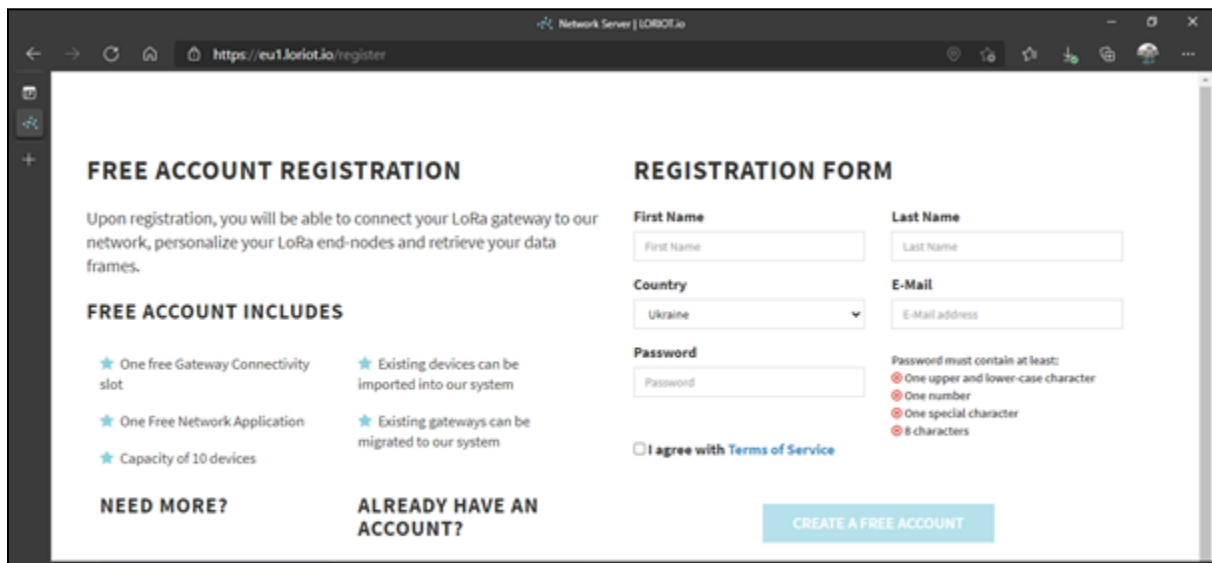 Network Server | LORIOT.io
https://eu1.loriot.io/register
FREE ACCOUNT REGISTRATION
Upon registration, you will be able to connect your LoRa gateway to our
network, personalize your LoRa end-nodes and retrieve your data
frames.
FREE ACCOUNT INCLUDES
One free Gateway Connectivity
slot
One Free Network Application
Capacity of 10 devices
Existing devices can be
imported into our system
Existing gateways can be
migrated to our system
NEED MORE?
ALREADY HAVE AN
ACCOUNT?
REGISTRATION FORM
First Name
First Name
Last Name
Last Name
Country
Ukraine
E-Mail
E-Mail address
Password
Password
Password must contain at least:
One upper and lower-case character
One number
One special character
8 characters
I agree with Terms of Service
CREATE A FREE ACCOUNT